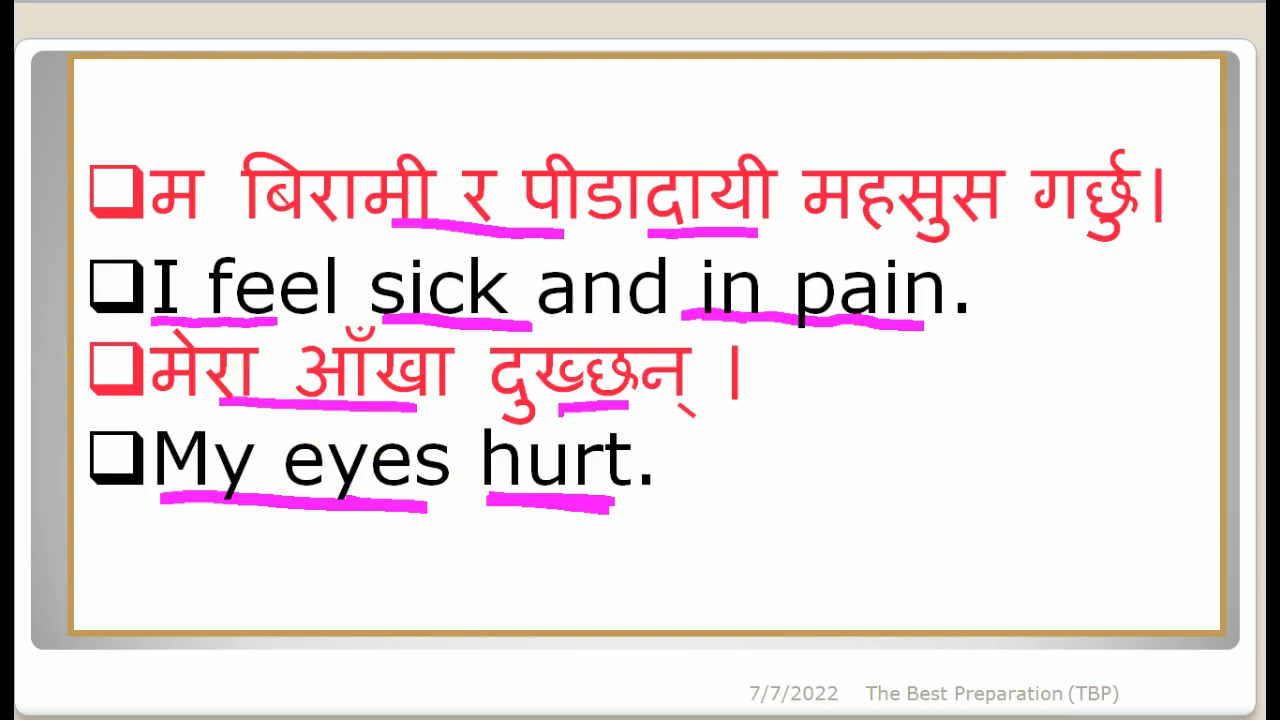 म बिरामी र पीडादायी महसुस गर्छु।
I feel sick and in pain.
मेरा आँखा दुख्छन् ।
My eyes hurt.
7/7/2022 The Best Preparation (TBP)